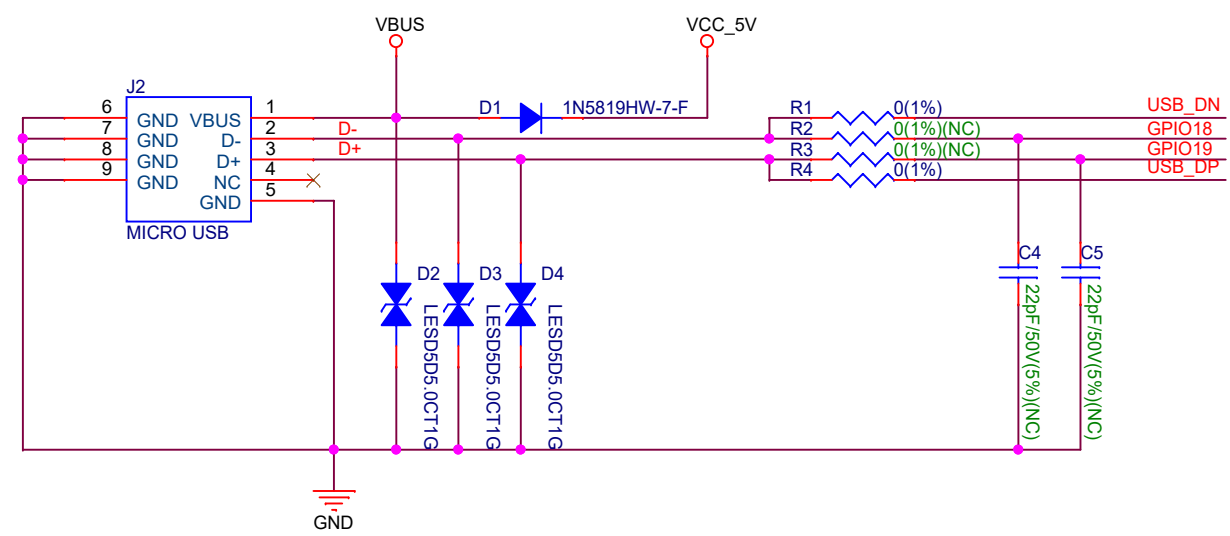 VBUS
VCC_5V
J2
D1
1N5819HW-7-F
6
GND
VBUS
1
7
GND
D-
2
D-
8
GND
D+
3
D+
9
GND
NC
4
GND
5
MICRO USB
R1
0(1%)
USB_DN
R2
0(1%)(NC)
GPIO18
R3
0(1%)(NC)
GPIO19
R4
0(1%)
USB_DP
D2
LESD5D5.0CT1G
D3
LESD5D5.0CT1G
D4
LESD5D5.0CT1G
C4
22pF/50V(5%)(NC)
C5
22pF/50V(5%)(NC)
GND